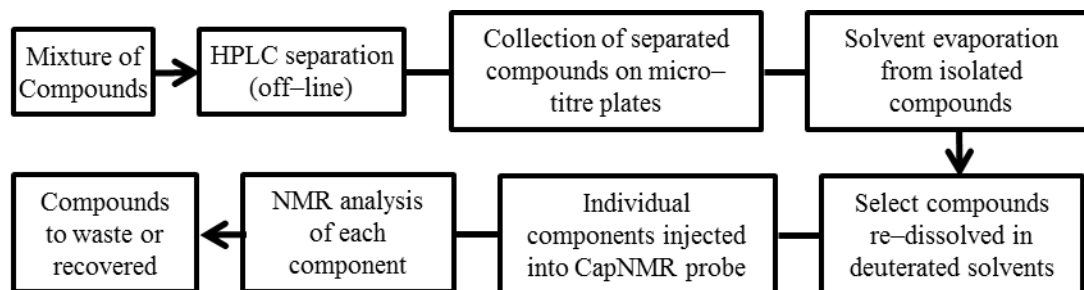 Mixture of
Compounds
HPLC separation
(off–line)
Collection of separated
compounds on micro–
titre plates
Solvent evaporation
from isolated
compounds
Select compounds
re–dissolved in
deuterated solvents
Individual
components injected
into CapNMR probe
NMR analysis
of each
component
Compounds
to waste or
recovered